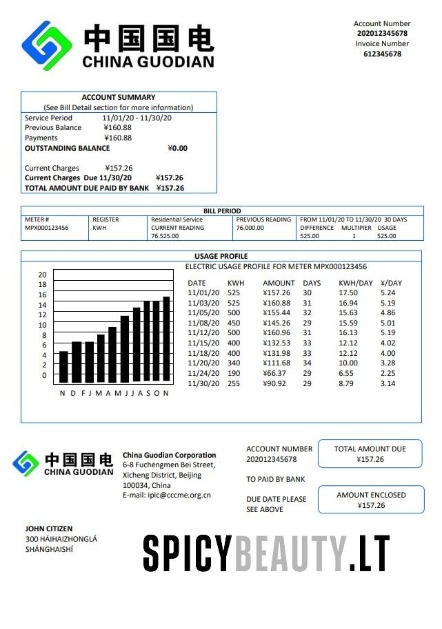 中国国电
CHINA GUODIAN
Account Number
202012345678
Invoice Number
612345678
ACCOUNT SUMMARY
(See Bill Detail section for more information)
Service Period 11/01/20 - 11/30/20
Previous Balance ¥160.88
Payments ¥160.88
OUTSTANDING BALANCE ¥0.00
Current Charges ¥157.26
Current Charges Due 11/30/20 ¥157.26
TOTAL AMOUNT DUE PAID BY BANK ¥157.26
BILL PERIOD
METER # REGISTER Residential Service PREVIOUS READING FROM 11/01/20 TO 11/30/20 30 DAYS
MPX000123456 KWH CURRENT READING 76.000.00 DIFFERENCE MULTIPLIER USAGE
76.525.00 525.00 1 525.00
USAGE PROFILE
ELECTRIC USAGE PROFILE FOR METER MPX000123456
20
18
16
14
12
10
8
6
4
2
0
N D F J M A M J J A S O N
DATE KWH AMOUNT DAYS KWH/DAY ¥/DAY
11/01/20 525 ¥157.26 30 17.50 5.24
11/03/20 525 ¥160.88 31 16.94 5.19
11/05/20 500 ¥155.44 32 15.63 4.86
11/08/20 450 ¥145.26 29 15.59 5.01
11/12/20 500 ¥160.96 31 16.13 5.19
11/15/20 400 ¥132.53 33 12.12 4.02
11/18/20 400 ¥131.98 33 12.12 4.00
11/20/20 340 ¥111.68 34 10.00 3.28
11/24/20 190 ¥66.37 29 6.55 2.25
11/30/20 255 ¥90.92 29 8.79 3.14
中国国电
CHINA GUODIAN
China Guodian Corporation
6-8 Fuchengmen Bei Street,
Xicheng District, Beijing
100034, China
E-mail: ipic@cccme.org.cn
ACCOUNT NUMBER
202012345678
TO PAID BY BANK
DUE DATE PLEASE
SEE ABOVE
TOTAL AMOUNT DUE
¥157.26
AMOUNT ENCLOSED
¥157.26
JOHN CITIZEN
300 HÁIHAIZHONGLÁ
SHÁNGHAISHÍ
SPICYBEAUTY.LT